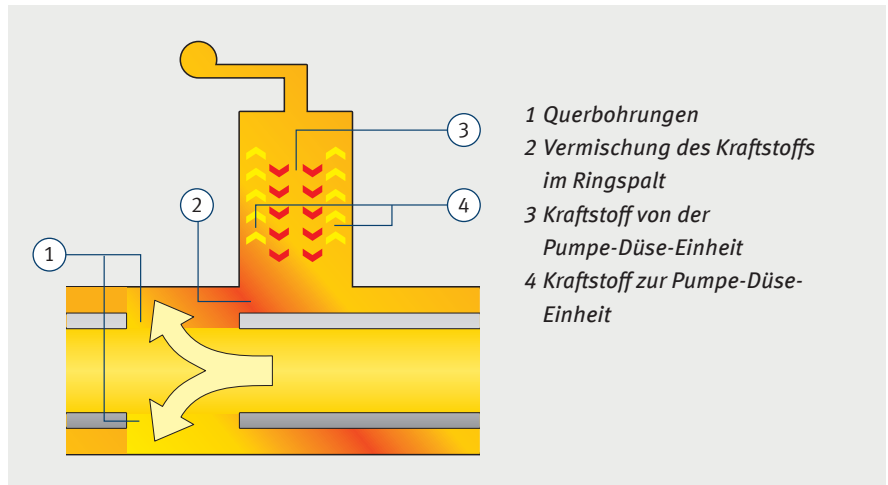 3
2
4
1
1 Querbohrungen
2 Vermischung des Kraftstoffs
im Ringspalt
3 Kraftstoff von der
Pumpe-Düse-Einheit
4 Kraftstoff zur Pumpe-Düse-
Einheit